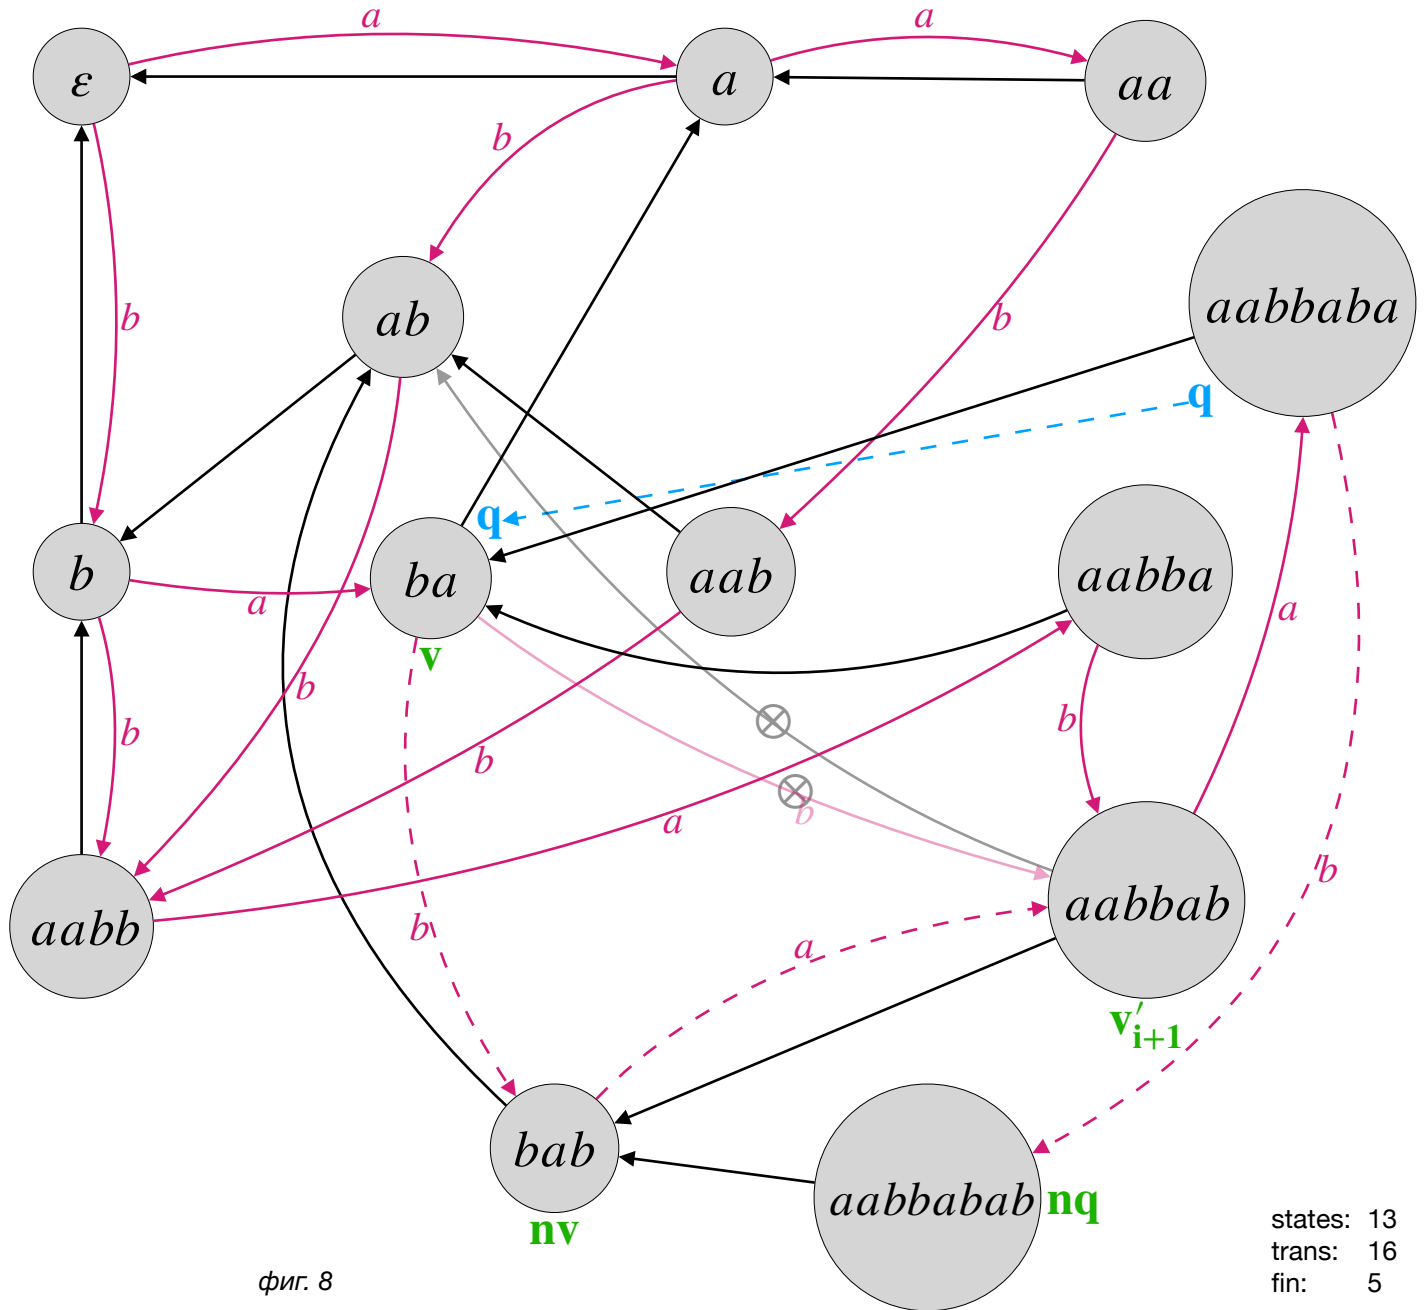 a
a
ε
a
aa
b
b
ab
b
aabbaba
q
q
b
ba
aab
aabba
a
a
v
b
b
b
b
b
a
b
aabb
aabbab
b
a
v′i+1
bab
nv
aabbabab
nq
states: 13
trans: 16
fin: 5
фиг. 8